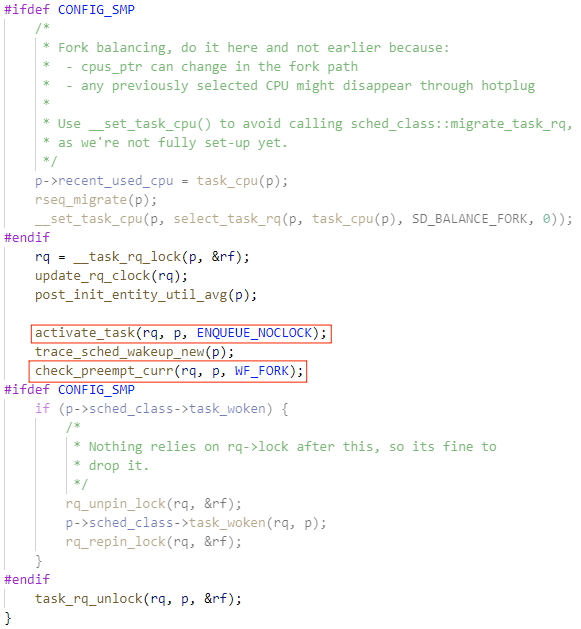 #ifdef CONFIG_SMP
/*
* Fork balancing, do it here and not earlier because:
*  - cpus_ptr can change in the fork path
*  - any previously selected CPU might disappear through hotplug
*
* Use __set_task_cpu() to avoid calling sched_class::migrate_task_rq,
* as we're not fully set-up yet.
*/
p->recent_used_cpu = task_cpu(p);
rseq_migrate(p);
__set_task_cpu(p, select_task_rq(p, task_cpu(p), SD_BALANCE_FORK, 0));
#endif
rq = __task_rq_lock(p, &rf);
update_rq_clock(rq);
post_init_entity_util_avg(p);
activate_task(rq, p, ENQUEUE_NOCLOCK);
trace_sched_wakeup_new(p);
check_preempt_curr(rq, p, WF_FORK);
#ifdef CONFIG_SMP
if (p->sched_class->task_woken) {
/*
* Nothing relies on rq->lock after this, so its fine to
* drop it.
*/
rq_unpin_lock(rq, &rf);
p->sched_class->task_woken(rq, p);
rq_repin_lock(rq, &rf);
}
#endif
task_rq_unlock(rq, p, &rf);
}